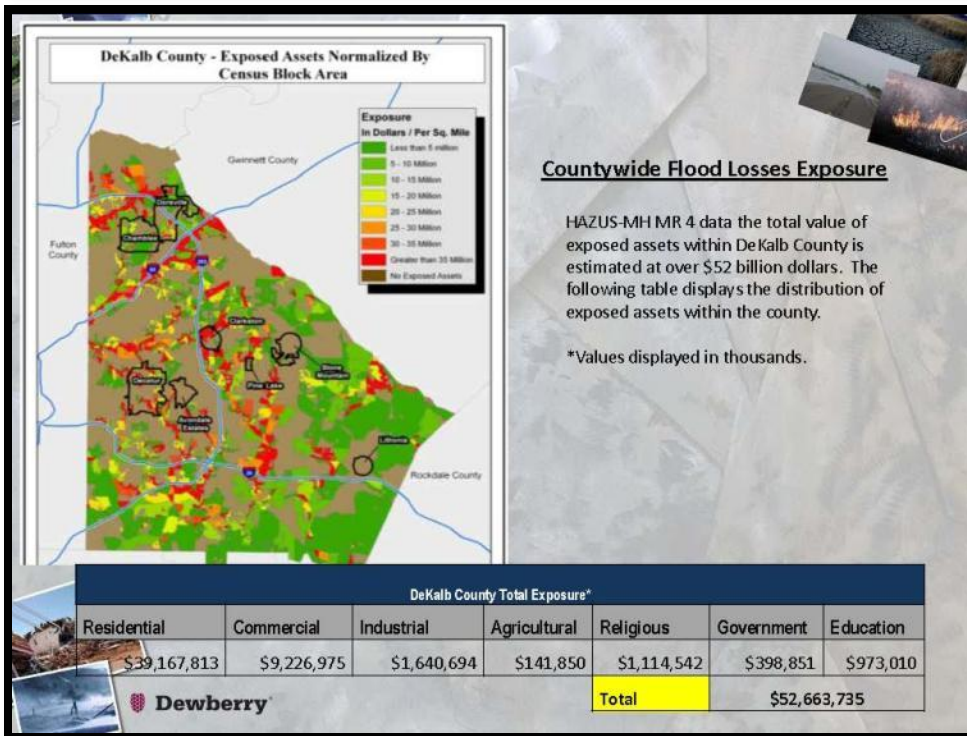 DeKalb County - Exposed Assets Normalized By
Census Block Area
Exposure
In Dollars / Per Sq. Mile
Less than 5 million
5 - 10 Million
10 - 15 Million
15 - 20 Million
20 - 25 Million
25 - 30 Million
30 - 35 Million
Greater than 35 Million
No Exposed Assets
Gwinnett County
Fulton
County
Doraville
Chamblee
Clarkston
Stone
Mountain
Pine Lake
Decatur
Avondale
Estates
Lithonia
Rockdale County
Countywide Flood Losses Exposure
HAZUS-MH MR 4 data the total value of
exposed assets within DeKalb County is
estimated at over $52 billion dollars. The
following table displays the distribution of
exposed assets within the county.
*Values displayed in thousands.
DeKalb County Total Exposure*
Residential Commercial Industrial Agricultural Religious Government Education
$39,167,813 $9,226,975 $1,640,694 $141,850 $1,114,542 $398,851 $973,010
Total $52,663,735
Dewberry